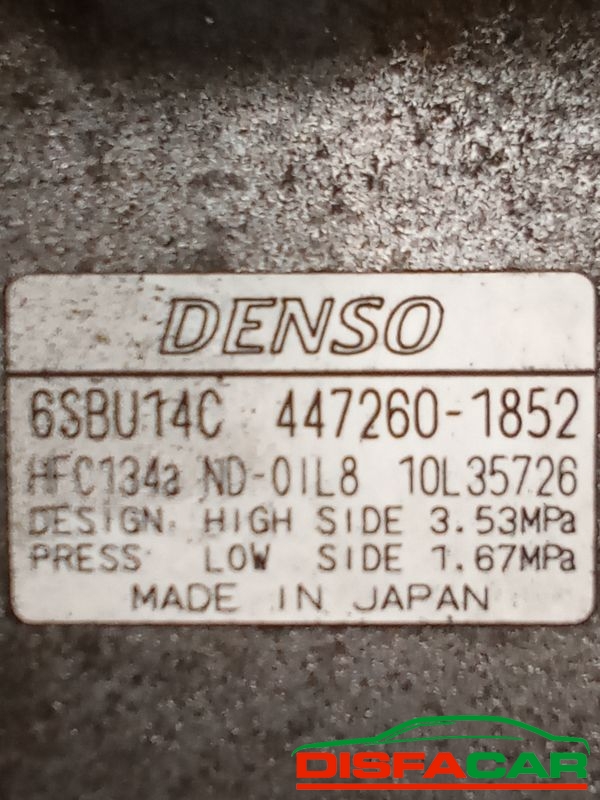 DENSO
6SBU14C 447260-1852
HFC134a ND-OIL8 10L35726
DESIGN HIGH SIDE 3.53MPa
PRESS LOW SIDE 1.67MPa
MADE IN JAPAN
DISFACAR